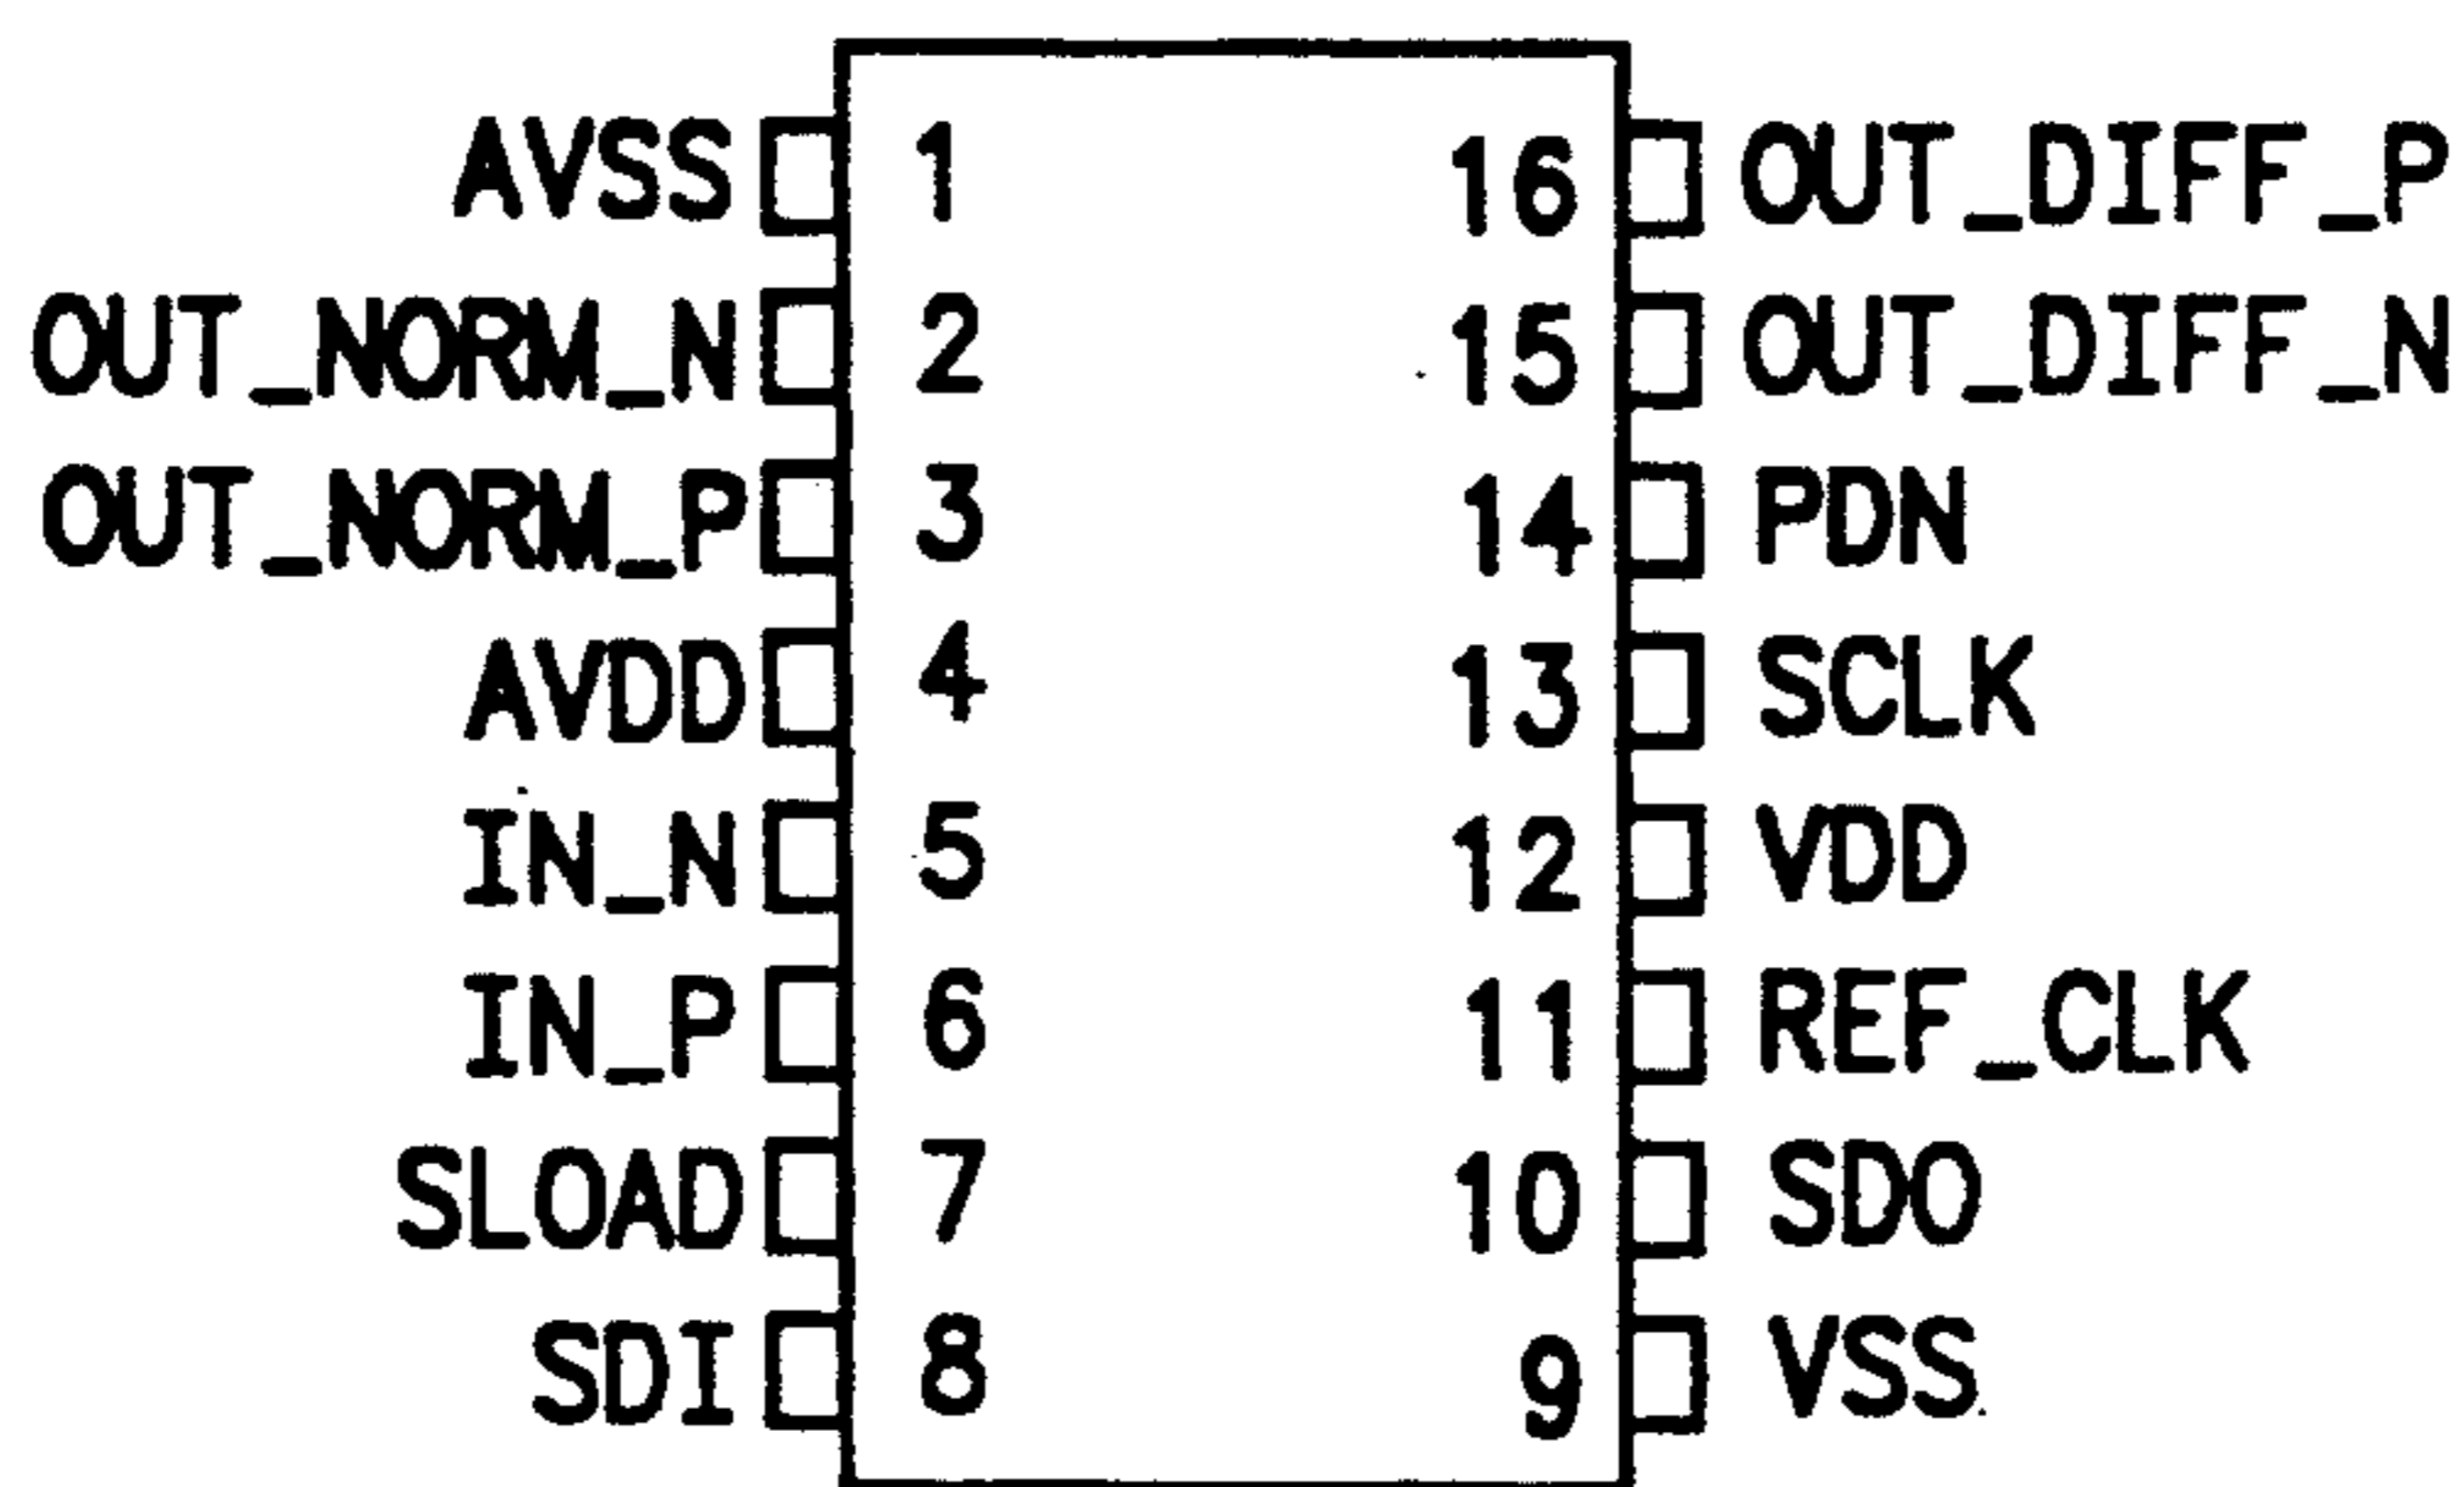 AVSS 1 16 OUT_DIFF_P
OUT_NORM_N 2 15 OUT_DIFF_N
OUT_NORM_P 3 14 PDN
AVDD 4 13 SCLK
IN_N 5 12 VDD
IN_P 6 11 REF_CLK
SLOAD 7 10 SDO
SDI 8 9 VSS